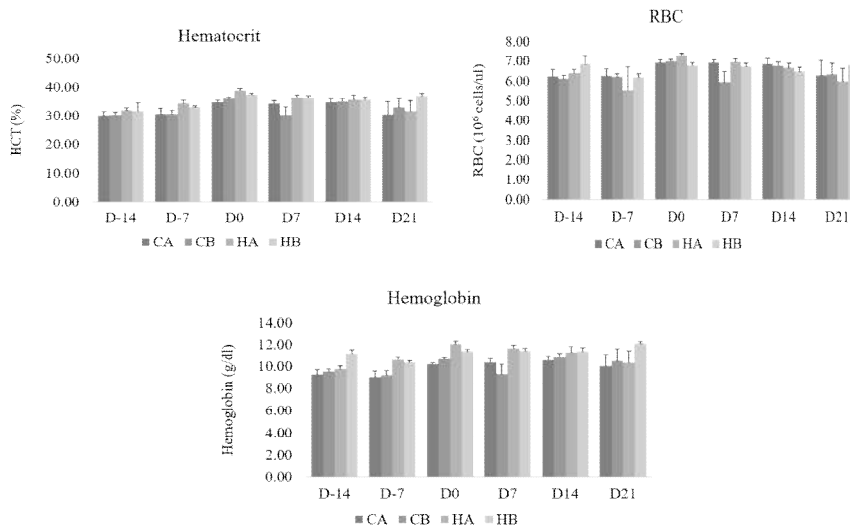 Hematocrit
50.00
40.00
30.00
20.00
10.00
0.00
HCT (%)
D-14 D-7 D0 D7 D14 D21
CA CB HA HB
RBC
8.00
7.00
6.00
5.00
4.00
3.00
2.00
1.00
0.00
RBC (10⁶ cells/ul)
D-14 D-7 D0 D7 D14 D21
CA CB HA HB
Hemoglobin
14.00
12.00
10.00
8.00
6.00
4.00
2.00
0.00
Hemoglobin (g/dl)
D-14 D-7 D0 D7 D14 D21
CA CB HA HB